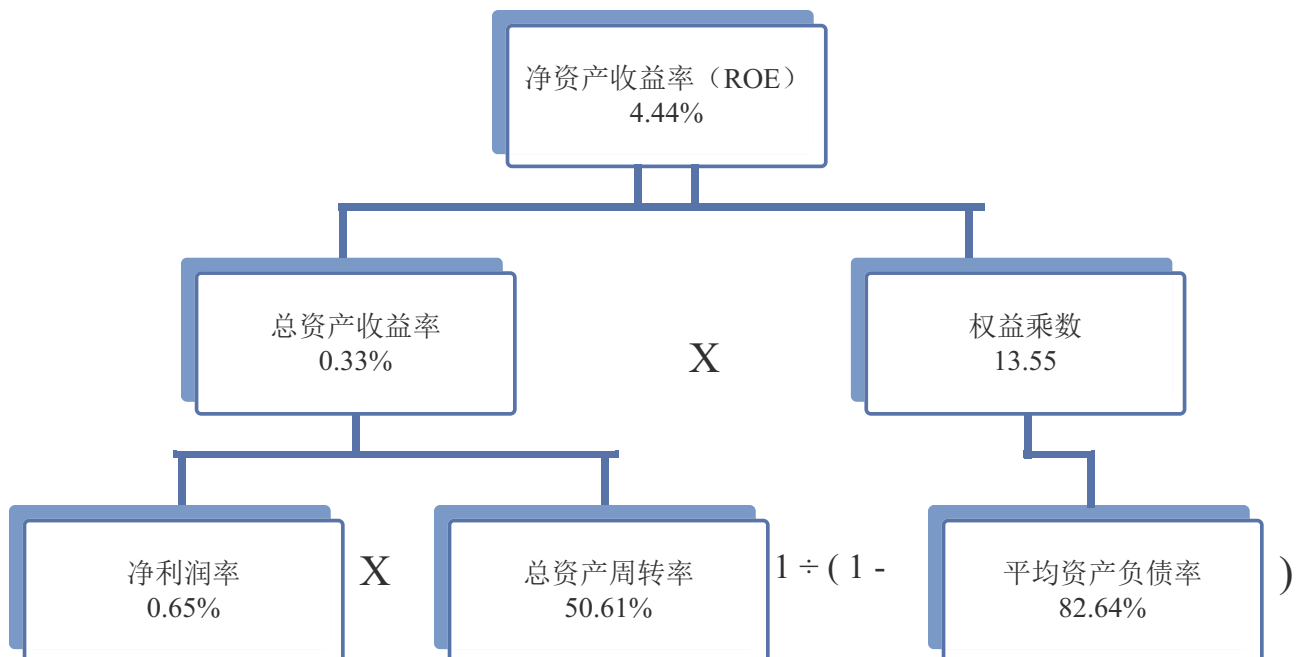 净资产收益率（ROE）
4.44%
总资产收益率
0.33%
X
权益乘数
13.55
净利润率
0.65%
X
总资产周转率
50.61%
1 ÷ ( 1 -
平均资产负债率
82.64%
)